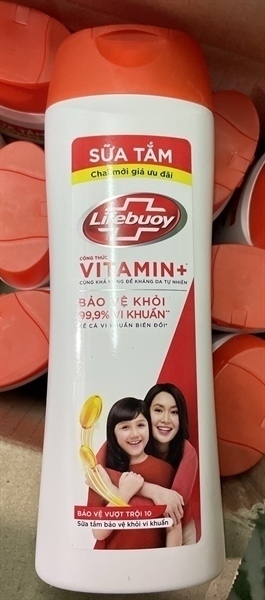 SỮA TẮM
Chai mới giá ưu đãi
Lifebuoy
CÔNG THỨC
VITAMIN+
CÙNG KHẢ NĂNG ĐỀ KHÁNG DA TỰ NHIÊN
BẢO VỆ KHỎI
99,9% VI KHUẨN**
KỂ CẢ VI KHUẨN BIẾN ĐỔI*
BẢO VỆ VƯỢT TRỘI 10
Sữa tắm bảo vệ khỏi vi khuẩn